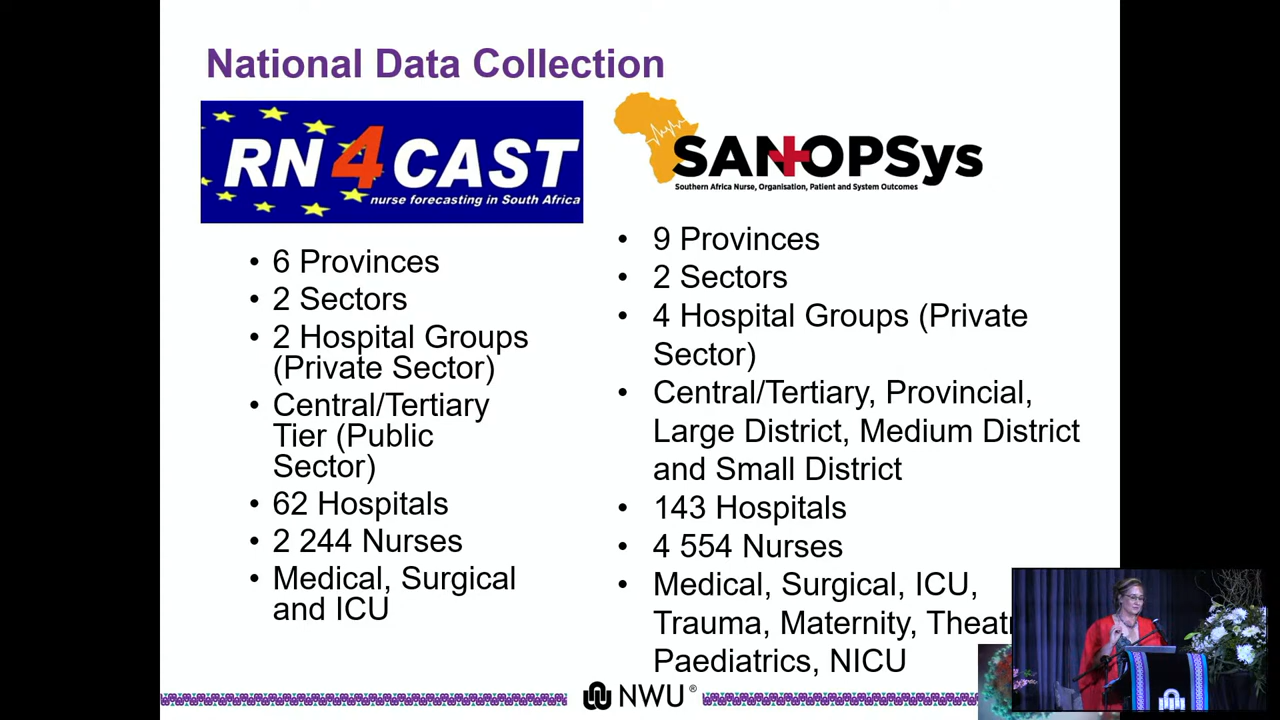 National Data Collection
RN4CAST
nurse forecasting in South Africa
• 6 Provinces
• 2 Sectors
• 2 Hospital Groups
(Private Sector)
• Central/Tertiary
Tier (Public
Sector)
• 62 Hospitals
• 2 244 Nurses
• Medical, Surgical
and ICU
SANOPSys
Southern Africa Nurse, Organisation, Patient and System Outcomes
• 9 Provinces
• 2 Sectors
• 4 Hospital Groups (Private
Sector)
• Central/Tertiary, Provincial,
Large District, Medium District
and Small District
• 143 Hospitals
• 4 554 Nurses
• Medical, Surgical, ICU,
Trauma, Maternity,
Paediatrics, NICU
NWU®